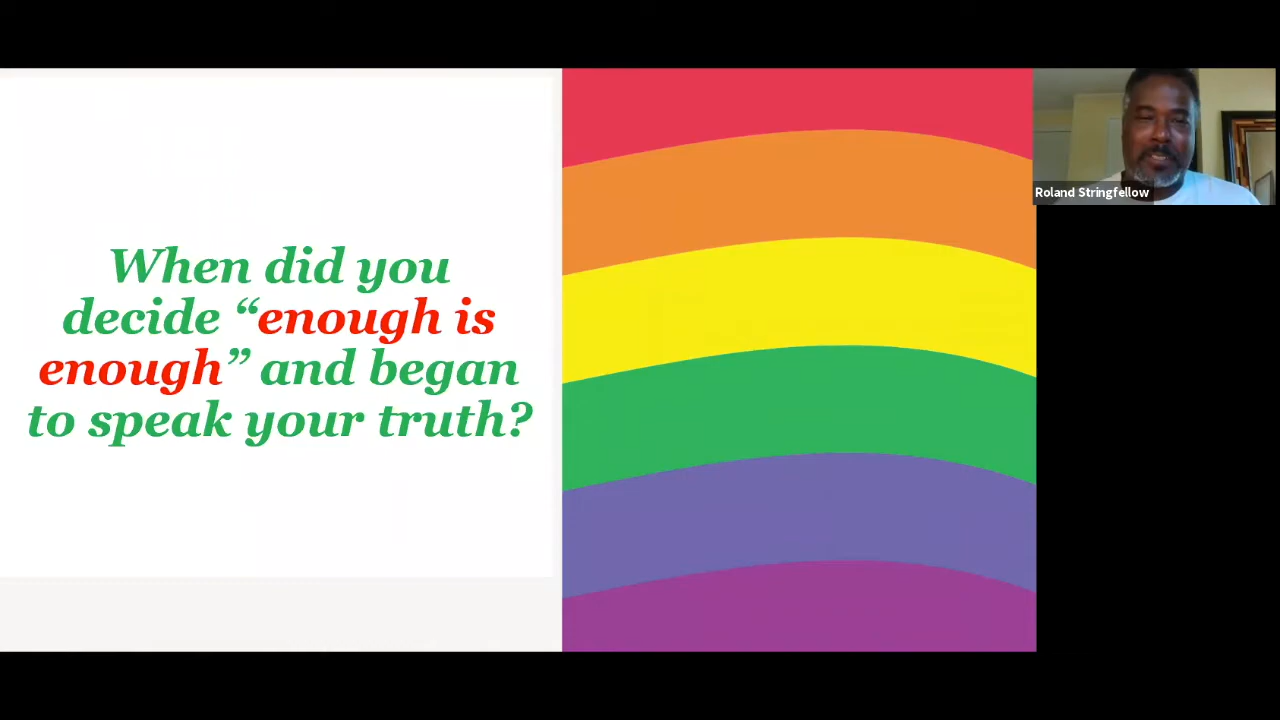 When did you
decide “enough is
enough” and began
to speak your truth?
Roland Stringfellow